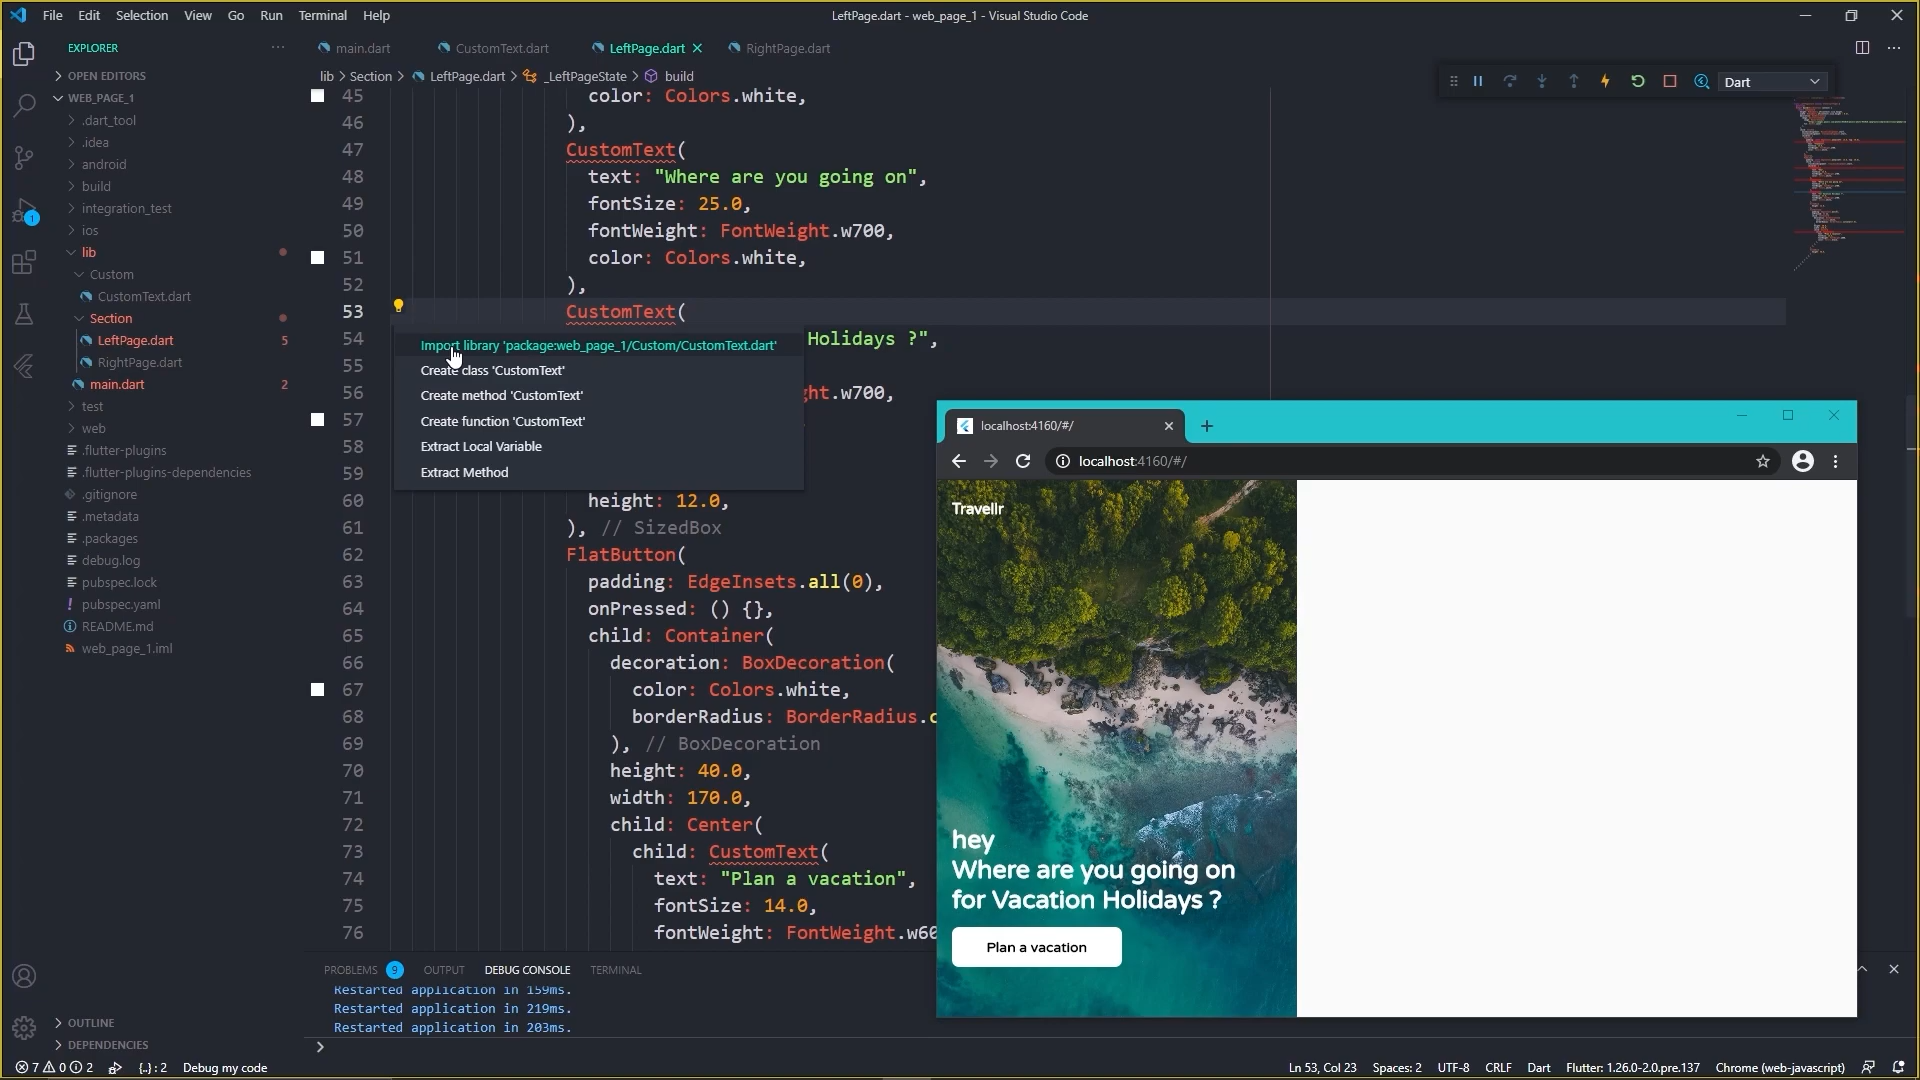 File Edit Selection View Go Run Terminal Help
LeftPage.dart - web_page_1 - Visual Studio Code
EXPLORER
main.dart
CustomText.dart
LeftPage.dart
RightPage.dart
OPEN EDITORS
lib > Section > LeftPage.dart > _LeftPageState > build
Dart
WEB_PAGE_1
.dart_tool
.idea
android
build
integration_test
ios
lib
Custom
CustomText.dart
Section
LeftPage.dart 5
RightPage.dart
main.dart 2
test
web
.flutter-plugins
.flutter-plugins-dependencies
.gitignore
.metadata
.packages
debug.log
pubspec.lock
pubspec.yaml
README.md
web_page_1.iml
OUTLINE
DEPENDENCIES
1
45 color: Colors.white,
46 ),
47 CustomText(
48 text: "Where are you going on",
49 fontSize: 25.0,
50 fontWeight: FontWeight.w700,
51 color: Colors.white,
52 ),
53 CustomText(
54 Holidays ?",
55
56 ht.w700,
57
58
59
60 height: 12.0,
61 ), // SizedBox
62 FlatButton(
63 padding: EdgeInsets.all(0),
64 onPressed: () {},
65 child: Container(
66 decoration: BoxDecoration(
67 color: Colors.white,
68 borderRadius: BorderRadius.c
69 ), // BoxDecoration
70 height: 40.0,
71 width: 170.0,
72 child: Center(
73 child: CustomText(
74 text: "Plan a vacation",
75 fontSize: 14.0,
76 fontWeight: FontWeight.w60
Import library 'package:web_page_1/Custom/CustomText.dart'
Create class 'CustomText'
Create method 'CustomText'
Create function 'CustomText'
Extract Local Variable
Extract Method
localhost:4160/#/
localhost:4160/#/
Travellr
hey
Where are you going on
for Vacation Holidays ?
Plan a vacation
PROBLEMS 9 OUTPUT DEBUG CONSOLE TERMINAL
Restarted application in 159ms.
Restarted application in 219ms.
Restarted application in 203ms.
7 0 2 {..}: 2 Debug my code
Ln 53, Col 23 Spaces: 2 UTF-8 CRLF Dart Flutter: 1.26.0-2.0.pre.137 Chrome (web-javascript)